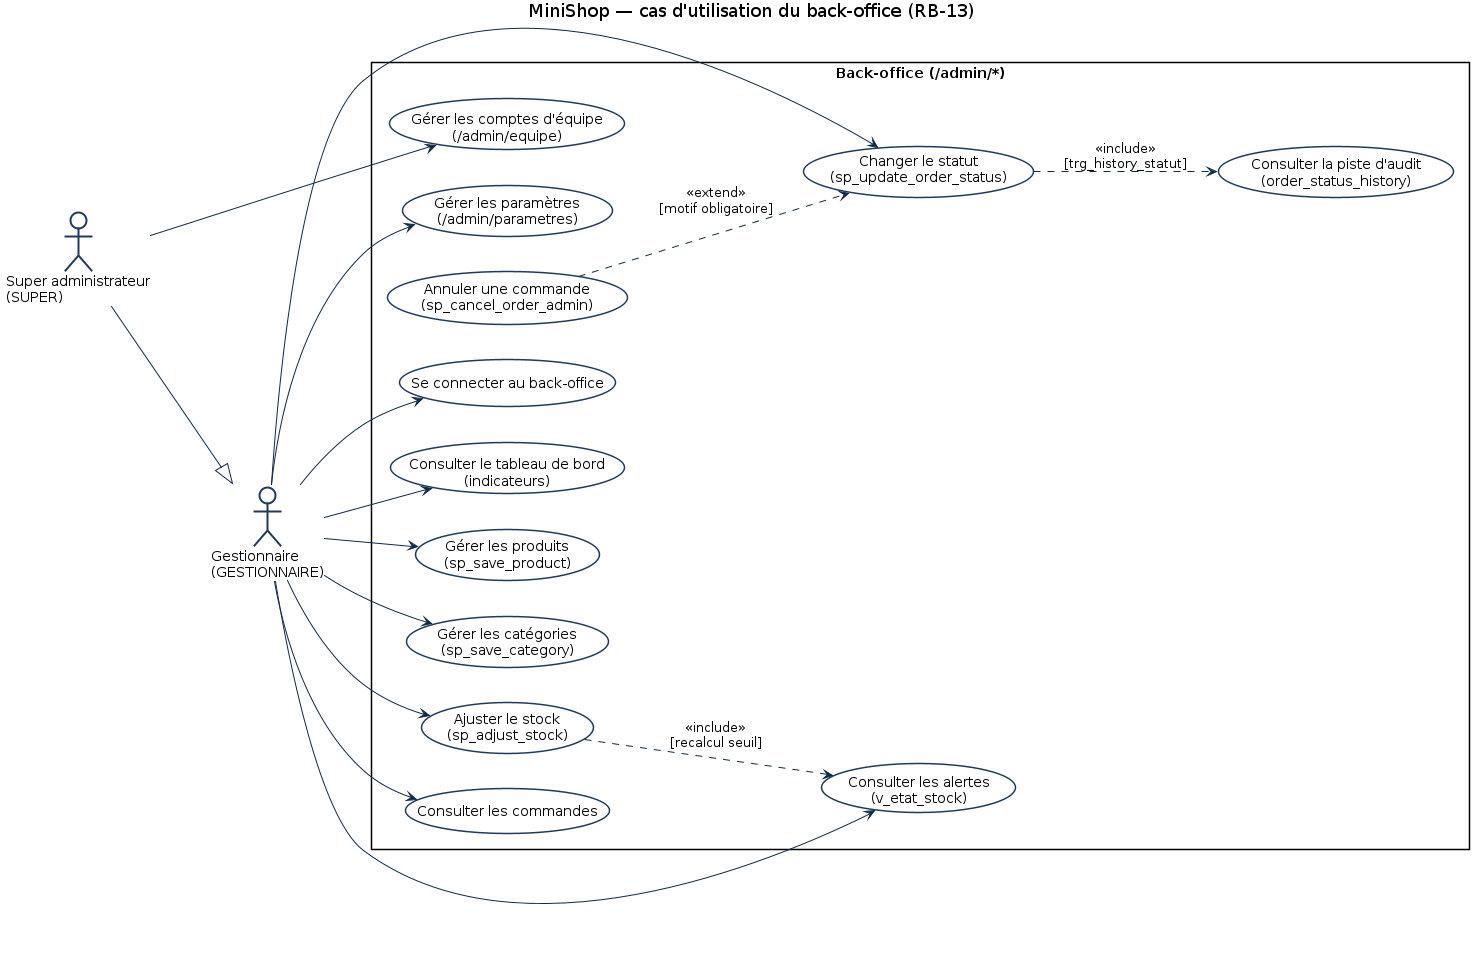 MiniShop — cas d'utilisation du back-office (RB-13)
Back-office (/admin/*)
Gérer les comptes d'équipe
(/admin/equipe)
Changer le statut
(sp_update_order_status)
«include»
[trg_history_statut]
Consulter la piste d'audit
(order_status_history)
Gérer les paramètres
(/admin/parametres)
«extend»
[motif obligatoire]
Super administrateur
(SUPER)
Annuler une commande
(sp_cancel_order_admin)
Se connecter au back-office
Consulter le tableau de bord
(indicateurs)
Gestionnaire
(GESTIONNAIRE)
Gérer les produits
(sp_save_product)
Gérer les catégories
(sp_save_category)
Ajuster le stock
(sp_adjust_stock)
«include»
[recalcul seuil]
Consulter les alertes
(v_etat_stock)
Consulter les commandes